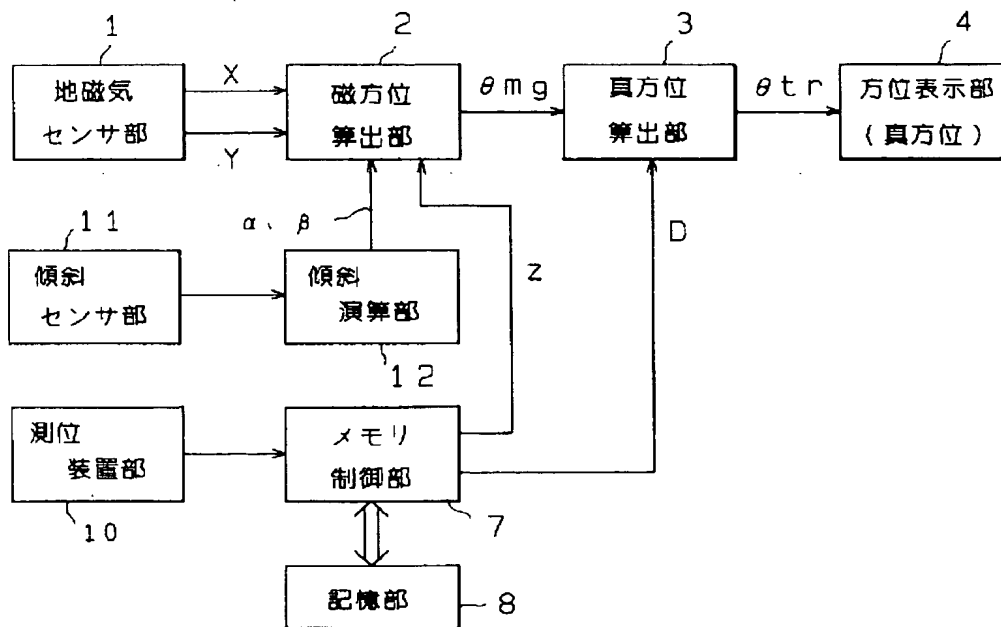 1
地磁気
センサ部
X
Y
2
磁方位
算出部
θmg
3
真方位
算出部
θtr
4
方位表示部
(真方位)
α、β
11
傾斜
センサ部
傾斜
演算部
12
Z
D
測位
装置部
10
メモリ
制御部
7
記憶部
8